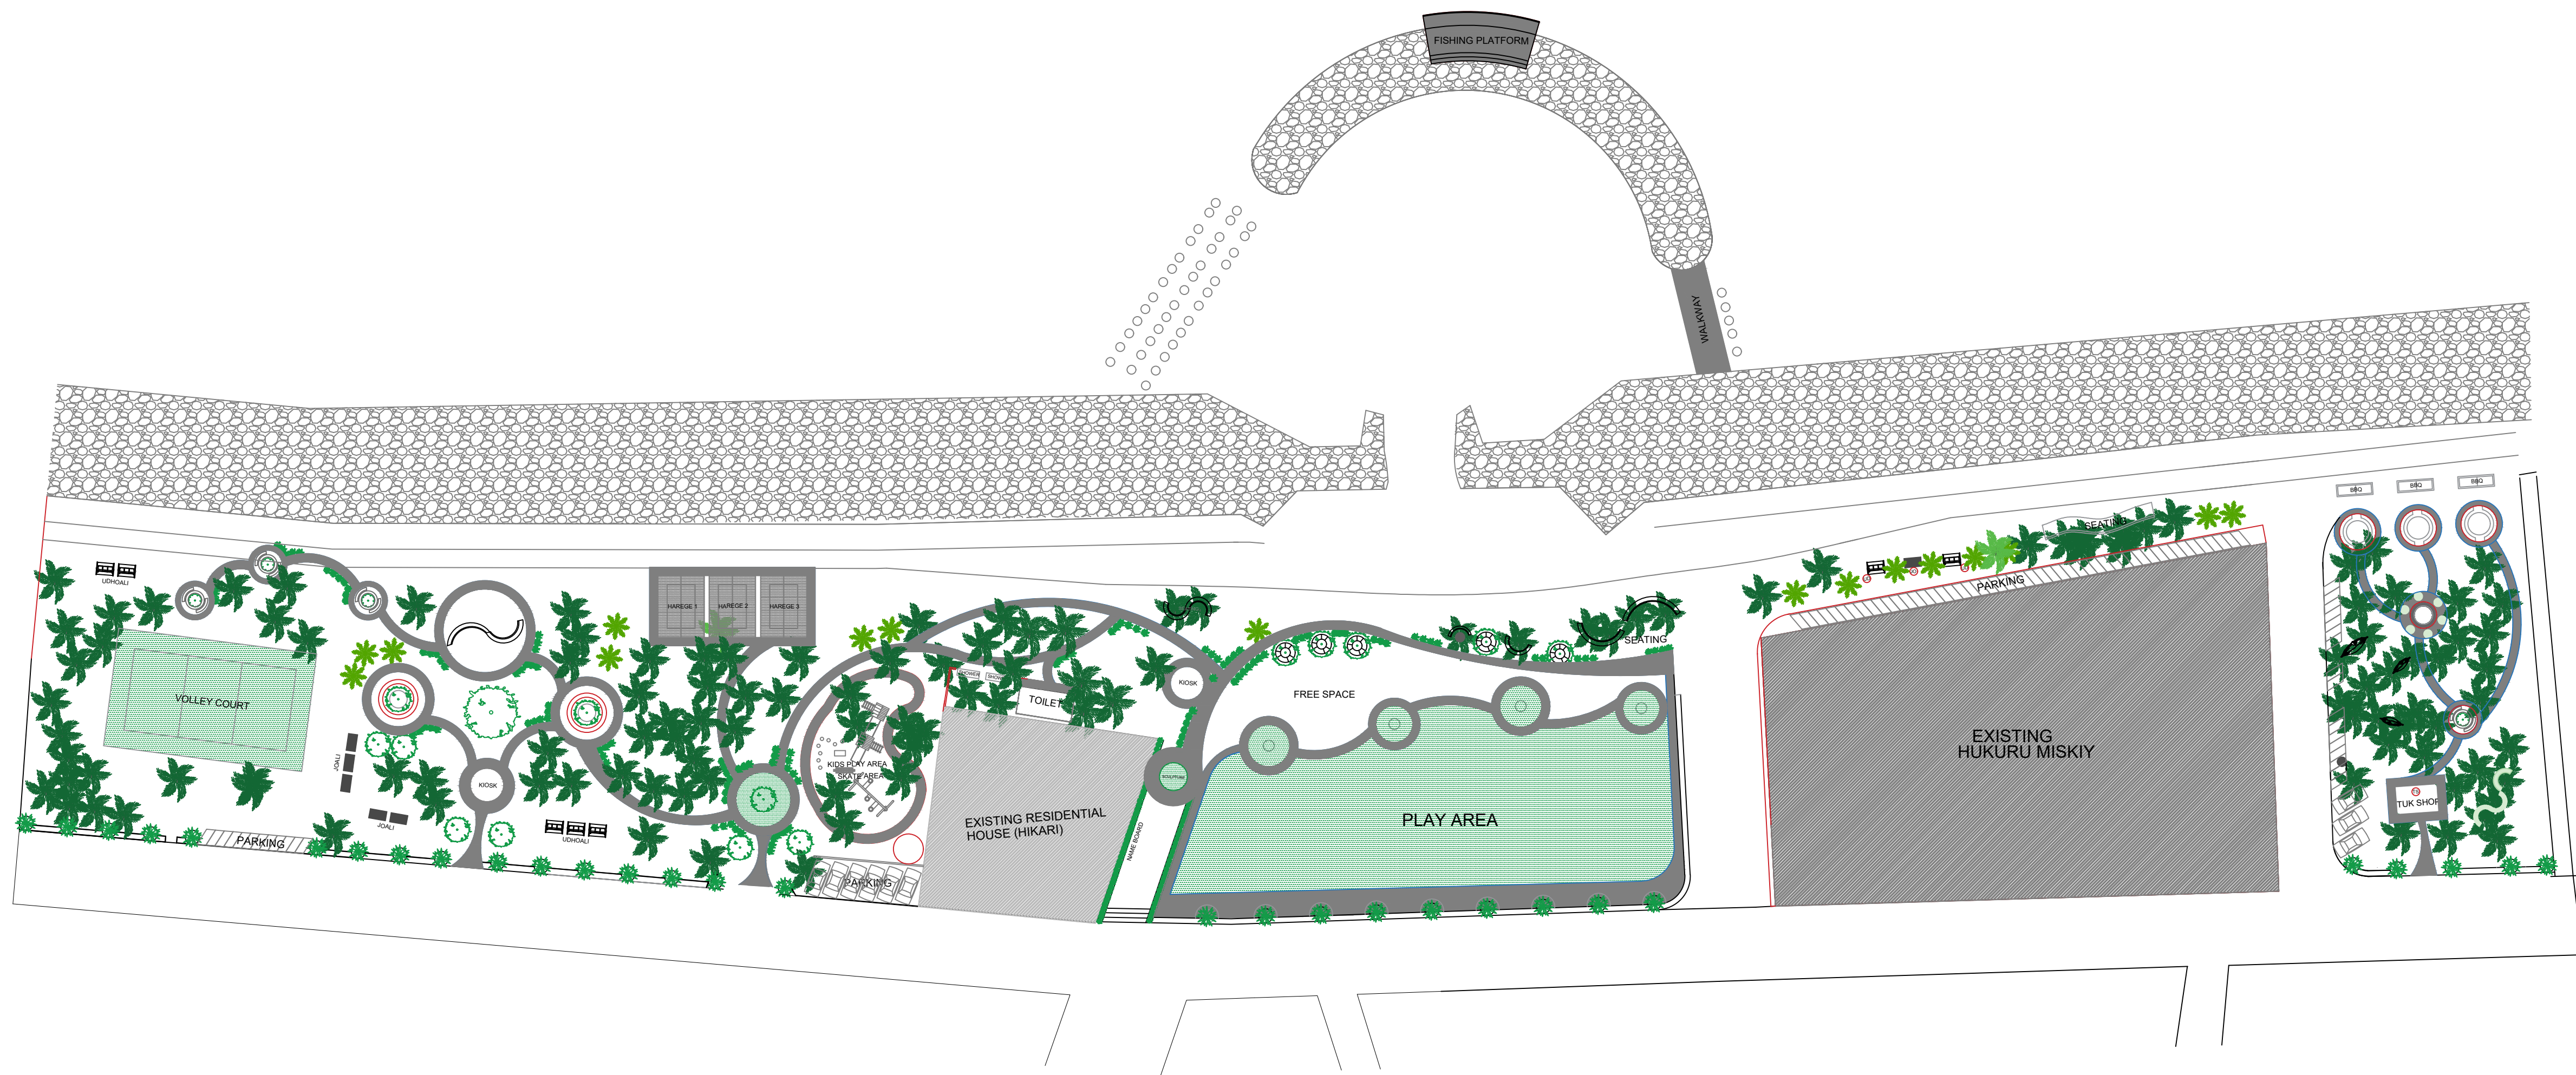 FISHING PLATFORM
WALKWAY
BBQ
BBQ
BBQ
SEATING
PARKING
UDHOALI
HAREGE 1
HAREGE 2
HAREGE 3
SEATING
SHOWER
TOILET
KIOSK
FREE SPACE
VOLLEY COURT
EXISTING
HUKURU MISKIY
JOALI
KIDS PLAY AREA
SKATE AREA
SCULPTURE
KIOSK
TUK SHOP
JOALI
EXISTING RESIDENTIAL
HOUSE (HIKARI)
PLAY AREA
NAME BOARD
UDHOALI
PARKING
PARKING